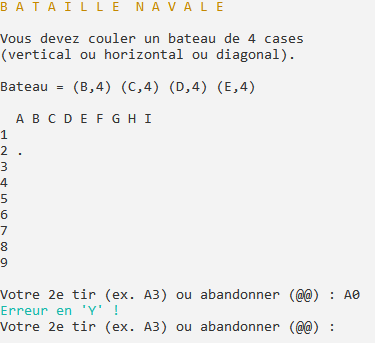 B A T A I L L E  N A V A L E
Vous devez couler un bateau de 4 cases
(vertical ou horizontal ou diagonal).
Bateau = (B,4) (C,4) (D,4) (E,4)
A B C D E F G H I
1
2 .
3
4
5
6
7
8
9
Votre 2e tir (ex. A3) ou abandonner (@@) : A0
Erreur en 'Y' !
Votre 2e tir (ex. A3) ou abandonner (@@) :